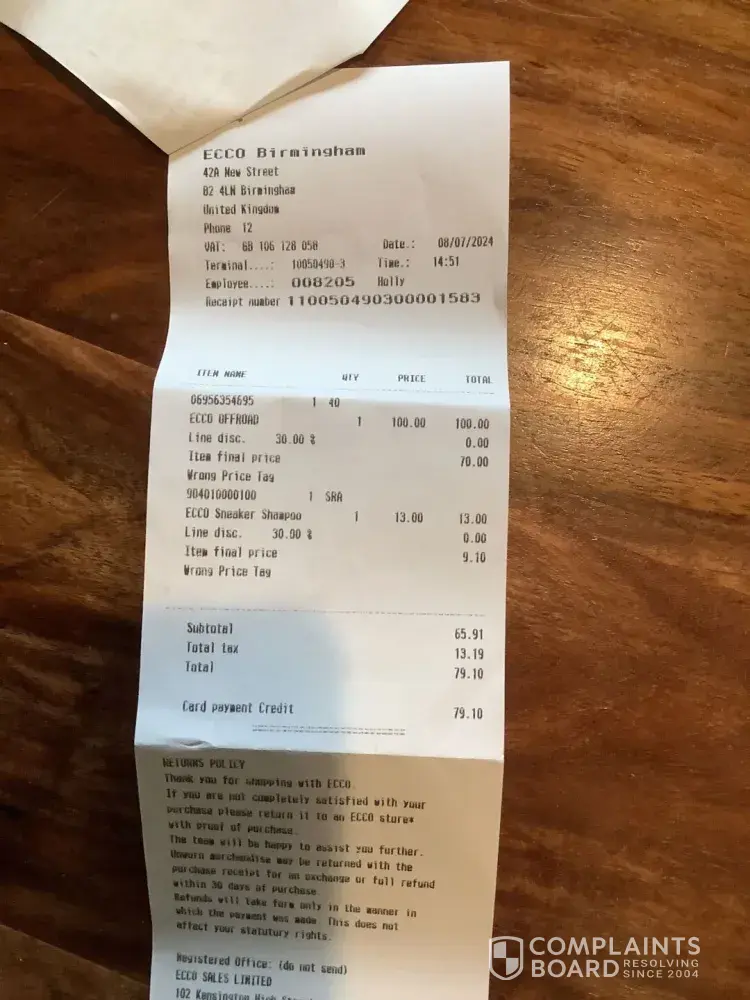 ECCO Birmingham
42A New Street
B2 4LN Birmingham
United Kingdom
Phone 12
VAT: GB 106 128 058 Date.: 08/07/2024
Terminal....: 10050490-3 Time.: 14:51
Employee....: 008205 Holly
Receipt number 110050490300001583
ITEM NAME QTY PRICE TOTAL
06956354695 1 40
ECCO OFFROAD 1 100.00 100.00
Line disc. 30.00 % 0.00
Item final price 70.00
Wrong Price Tag
904010000100 1 SRA
ECCO Sneaker Shampoo 1 13.00 13.00
Line disc. 30.00 % 0.00
Item final price 9.10
Wrong Price Tag
Subtotal 65.91
Total tax 13.19
Total 79.10
Card payment Credit 79.10
RETURNS POLICY
Thank you for shopping with ECCO.
If you are not completely satisfied with your
purchase please return it to an ECCO store*
with proof of purchase.
The team will be happy to assist you further.
Unworn merchandise may be returned with the
purchase receipt for an exchange or full refund
within 30 days of purchase.
Refunds will take form only in the manner in
which the payment was made. This does not
affect your statutory rights.
Registered Office: (do not send)
ECCO SALES LIMITED
102 Kensington High
COMPLAINTS
BOARD RESOLVING
SINCE 2004